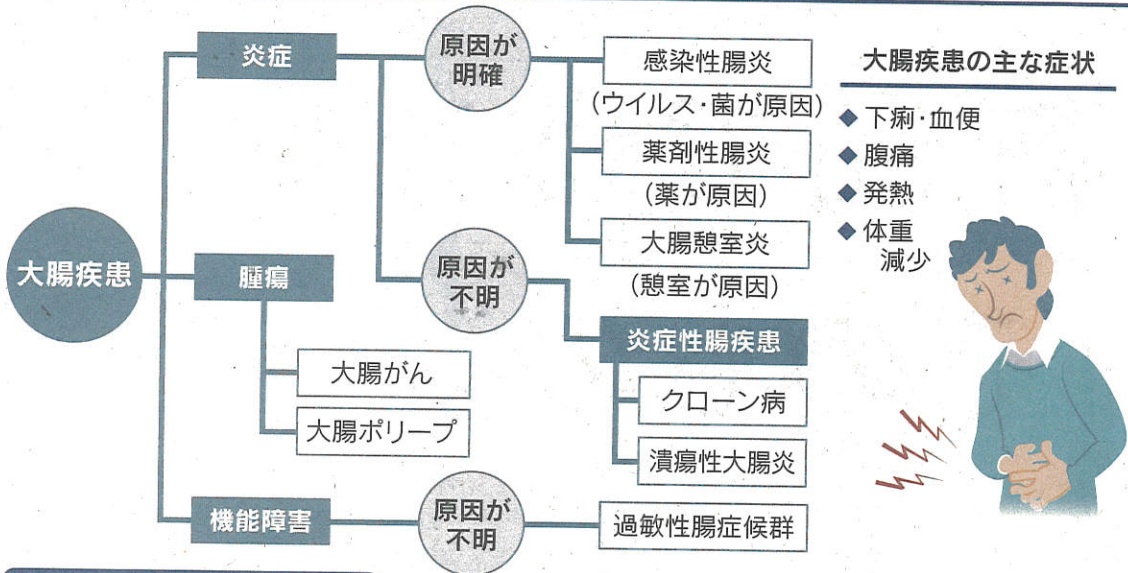 大腸疾患
炎症
原因が
明確
感染性腸炎
(ウイルス・菌が原因)
薬剤性腸炎
(薬が原因)
大腸憩室炎
(憩室が原因)
原因が
不明
炎症性腸疾患
クローン病
潰瘍性大腸炎
腫瘍
大腸がん
大腸ポリープ
機能障害
原因が
不明
過敏性腸症候群
大腸疾患の主な症状
◆下痢・血便
◆腹痛
◆発熱
◆体重
減少